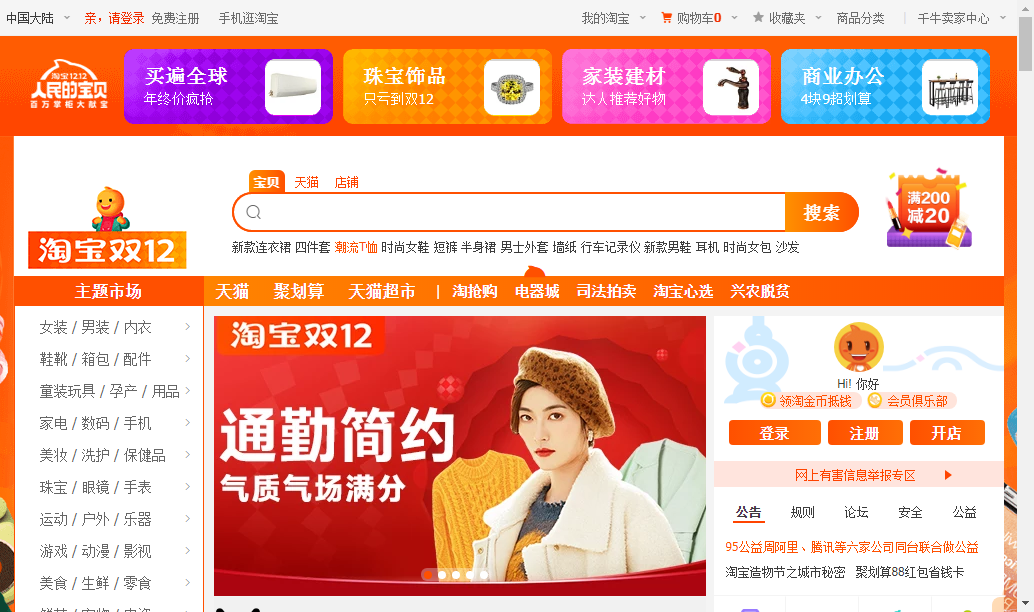 中国大陆 亲，请登录 免费注册 手机逛淘宝 我的淘宝 购物车0 收藏夹 商品分类 千牛卖家中心
淘宝12.12
人民的宝贝
百万掌柜大献宝
买遍全球
年终价疯抢
珠宝饰品
只亏到双12
家装建材
达人推荐好物
商业办公
4块9超划算
淘宝双12
宝贝 天猫 店铺
搜索
新款连衣裙 四件套 潮流T恤 时尚女鞋 短裤 半身裙 男士外套 墙纸 行车记录仪 新款男鞋 耳机 时尚女包 沙发
满200
减20
主题市场 天猫 聚划算 天猫超市 | 淘抢购 电器城 司法拍卖 淘宝心选 兴农脱贫
女装 / 男装 / 内衣
鞋靴 / 箱包 / 配件
童装玩具 / 孕产 / 用品
家电 / 数码 / 手机
美妆 / 洗护 / 保健品
珠宝 / 眼镜 / 手表
运动 / 户外 / 乐器
游戏 / 动漫 / 影视
美食 / 生鲜 / 零食
淘宝双12
通勤简约
气质气场满分
Hi! 你好
领淘金币抵钱 会员俱乐部
登录 注册 开店
网上有害信息举报专区
公告 规则 论坛 安全 公益
95公益周阿里、腾讯等六家公司同台联合做公益
淘宝造物节之城市秘密 聚划算88红包省钱卡